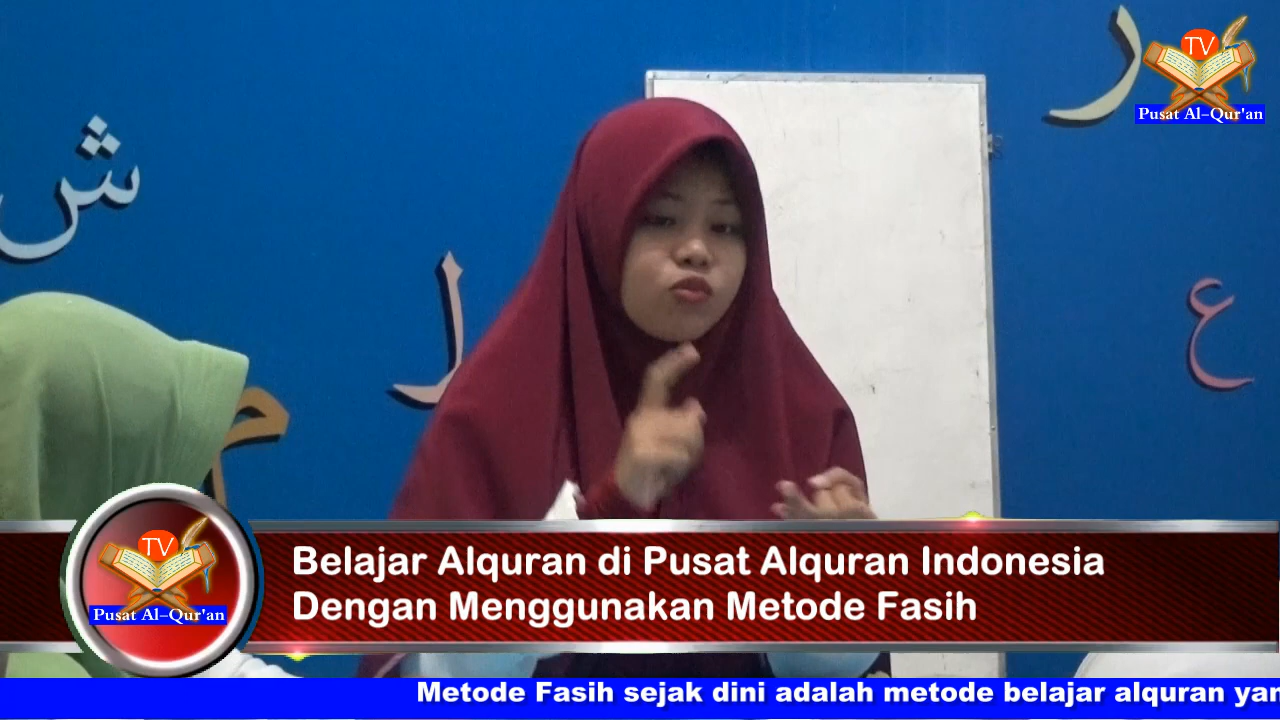 TV
Pusat Al-Qur'an
ر
ش
ل
ع
م
TV
Pusat Al-Qur'an
Belajar Alquran di Pusat Alquran Indonesia
Dengan Menggunakan Metode Fasih
Metode Fasih sejak dini adalah metode belajar alquran